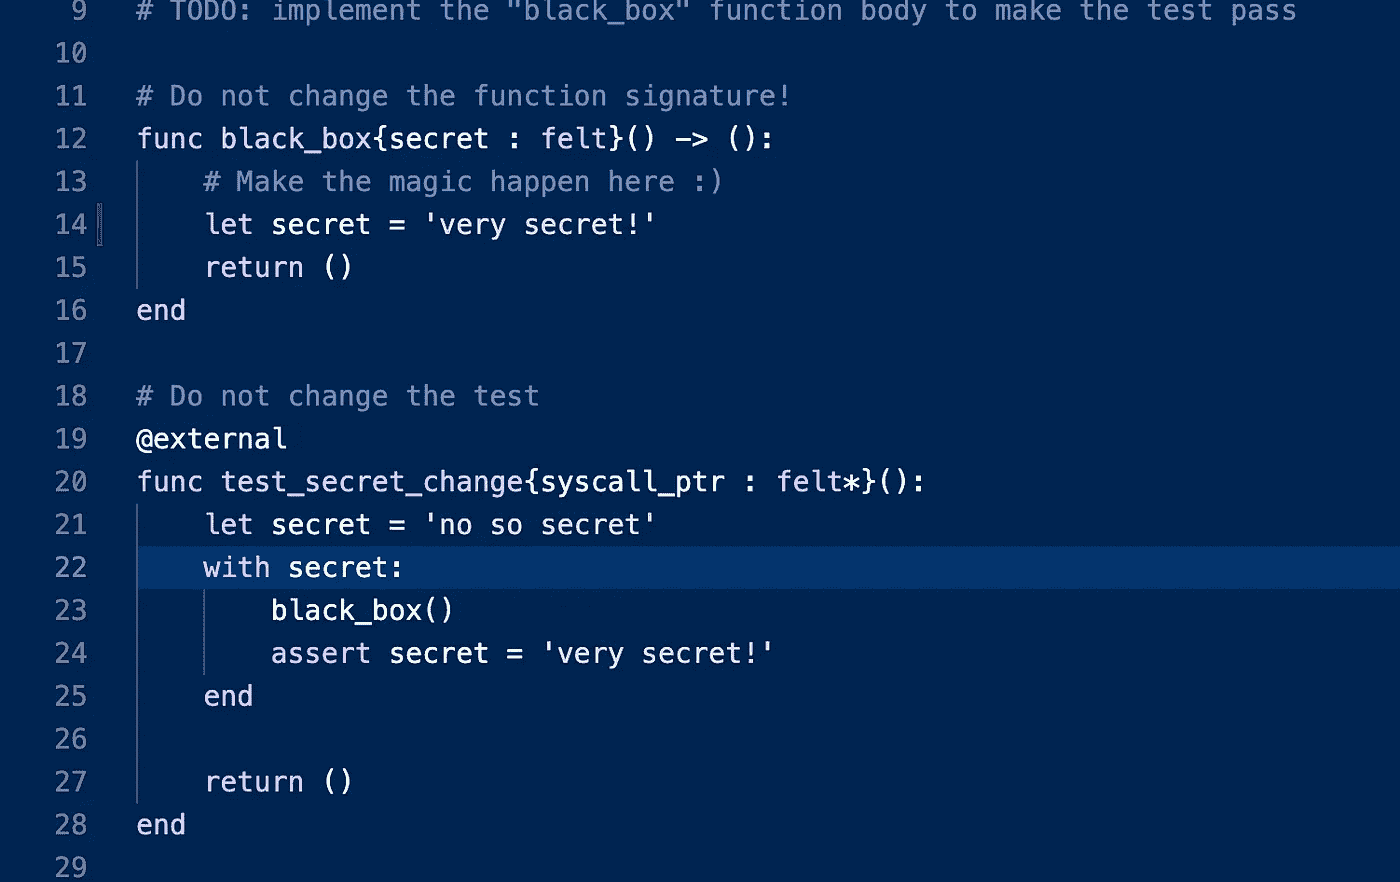 9 # TODO: implement the "black_box" function body to make the test pass
10
11 # Do not change the function signature!
12 func black_box{secret : felt}() -> ():
13     # Make the magic happen here :)
14     let secret = 'very secret!'
15     return ()
16 end
17
18 # Do not change the test
19 @external
20 func test_secret_change{syscall_ptr : felt*}():
21     let secret = 'no so secret'
22     with secret:
23         black_box()
24         assert secret = 'very secret!'
25     end
26
27     return ()
28 end
29